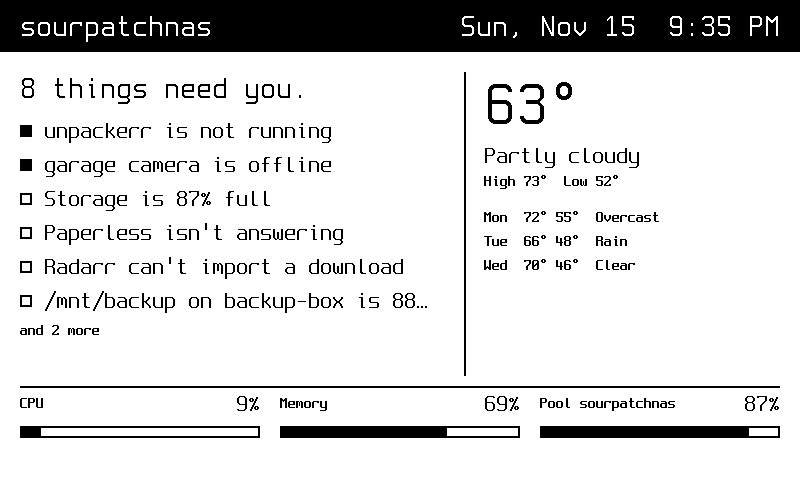 sourpatchnas
Sun, Nov 15  9:35 PM
8 things need you.
unpackerr is not running
garage camera is offline
Storage is 87% full
Paperless isn't answering
Radarr can't import a download
/mnt/backup on backup-box is 88…
and 2 more
63°
Partly cloudy
High 73°  Low 52°
Mon  72° 55°  Overcast
Tue  66° 48°  Rain
Wed  70° 46°  Clear
CPU 9%
Memory 69%
Pool sourpatchnas 87%